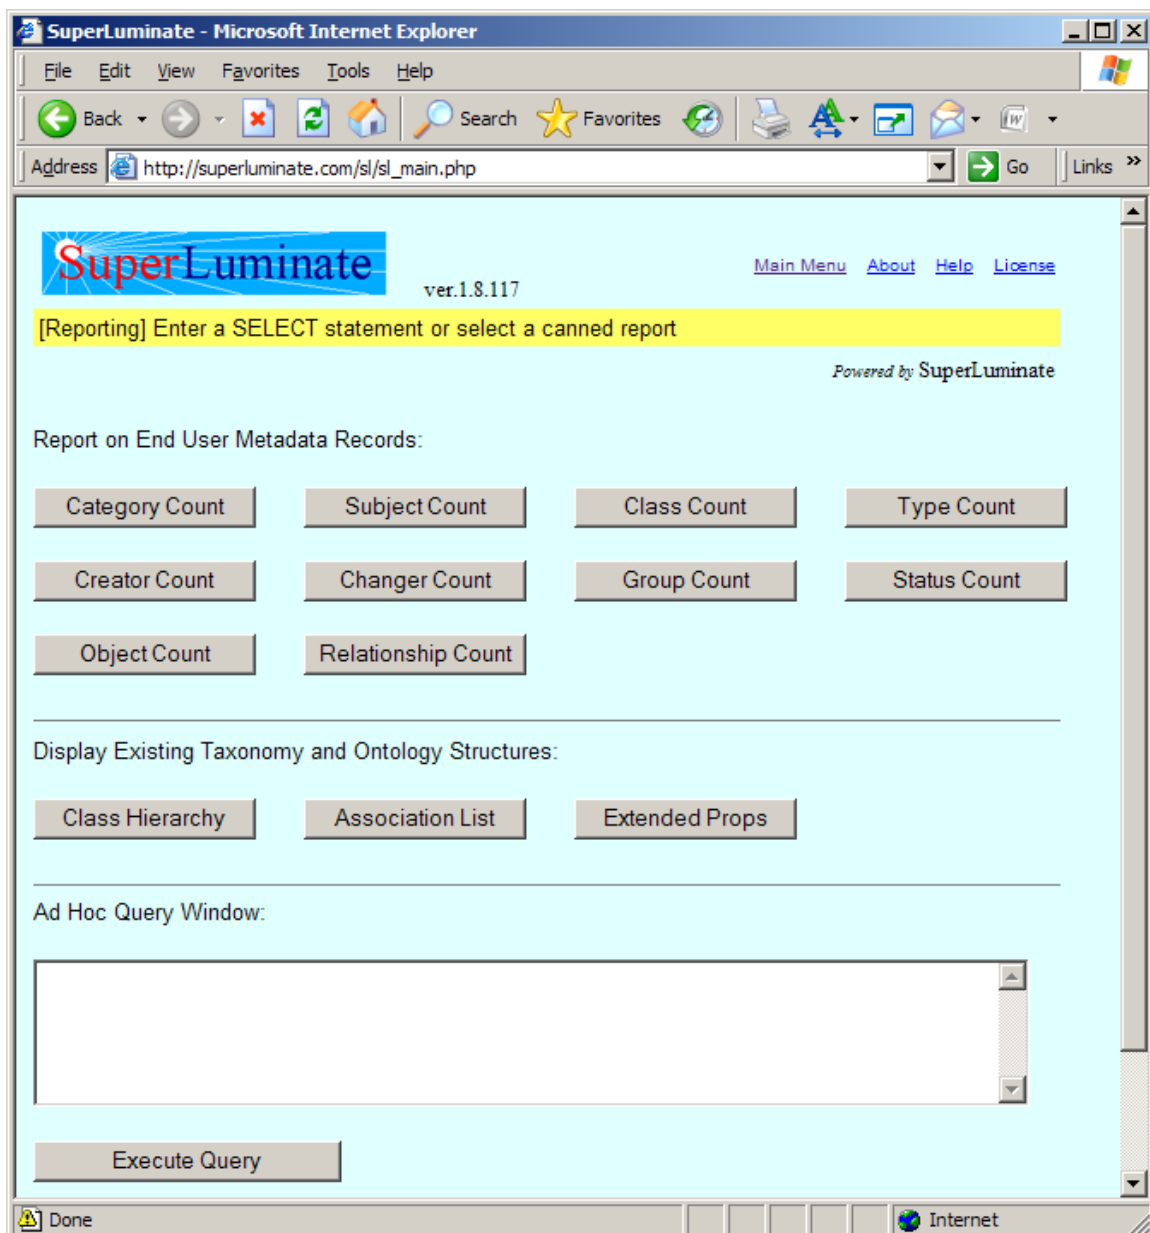 SuperLuminate - Microsoft Internet Explorer
File Edit View Favorites Tools Help
Back Search Favorites W
Address http://superluminate.com/sl/sl_main.php Go Links »
SuperLuminate ver.1.8.117 Main Menu About Help License
[Reporting] Enter a SELECT statement or select a canned report
Powered by SuperLuminate
Report on End User Metadata Records:
Category Count Subject Count Class Count Type Count
Creator Count Changer Count Group Count Status Count
Object Count Relationship Count
Display Existing Taxonomy and Ontology Structures:
Class Hierarchy Association List Extended Props
Ad Hoc Query Window:
Execute Query
Done Internet